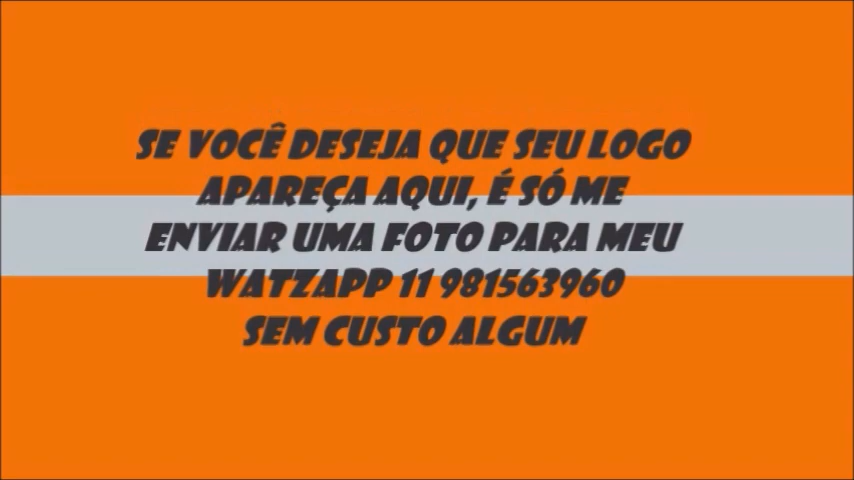 SE VOCÊ DESEJA QUE SEU LOGO
APAREÇA AQUI, É SÓ ME
ENVIAR UMA FOTO PARA MEU
WATZAPP 11 981563960
SEM CUSTO ALGUM